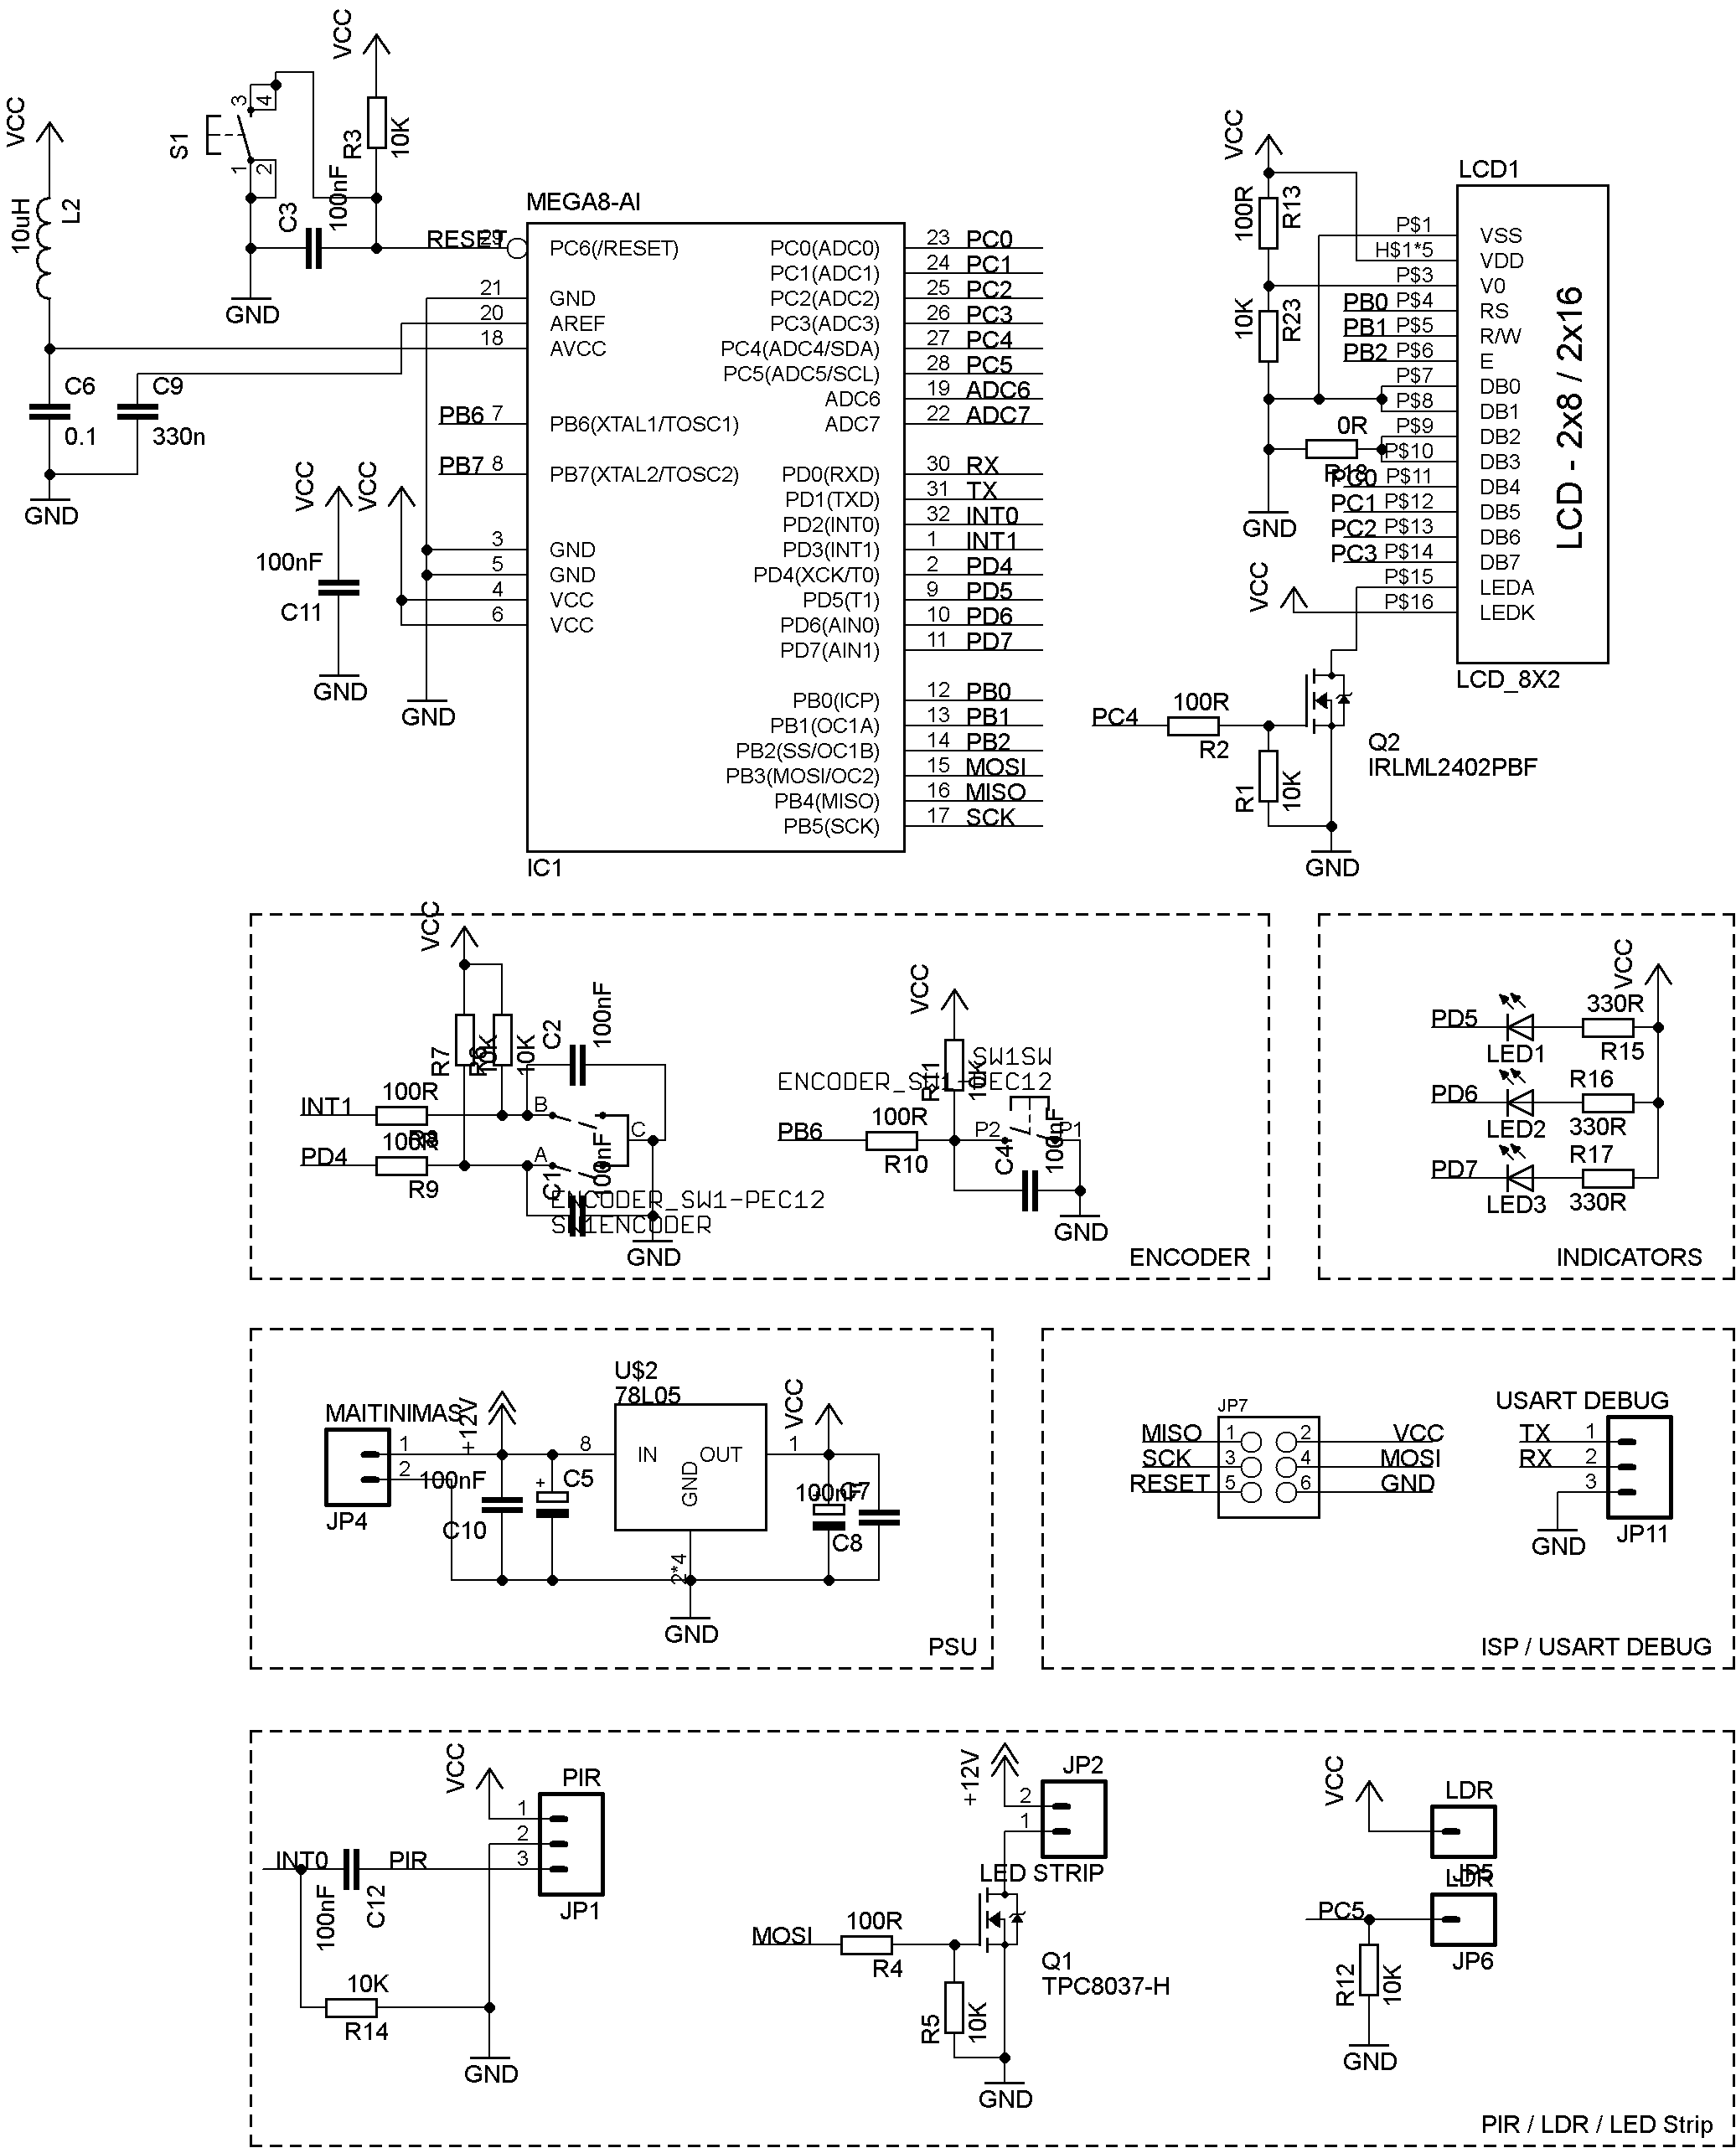 VCC
10uH
L2
C6
0.1
C9
330n
GND
VCC
S1
3
4
1
2
R3
10K
C3
100nF
GND
MEGA8-AI
RESET
29
PC6(/RESET)
21
GND
20
AREF
18
AVCC
PB6 7
PB6(XTAL1/TOSC1)
PB7 8
PB7(XTAL2/TOSC2)
3
GND
5
GND
4
VCC
6
VCC
VCC
VCC
100nF
C11
GND
GND
PC0(ADC0) 23 PC0
PC1(ADC1) 24 PC1
PC2(ADC2) 25 PC2
PC3(ADC3) 26 PC3
PC4(ADC4/SDA) 27 PC4
PC5(ADC5/SCL) 28 PC5
ADC6 19 ADC6
ADC7 22 ADC7
PD0(RXD) 30 RX
PD1(TXD) 31 TX
PD2(INT0) 32 INT0
PD3(INT1) 1 INT1
PD4(XCK/T0) 2 PD4
PD5(T1) 9 PD5
PD6(AIN0) 10 PD6
PD7(AIN1) 11 PD7
PB0(ICP) 12 PB0
PB1(OC1A) 13 PB1
PB2(SS/OC1B) 14 PB2
PB3(MOSI/OC2) 15 MOSI
PB4(MISO) 16 MISO
PB5(SCK) 17 SCK
IC1
VCC
100R
R13
10K
R23
0R
R18
GND
LCD1
P$1 VSS
H$1*5 VDD
P$3 V0
PB0 P$4 RS
PB1 P$5 R/W
PB2 P$6 E
P$7 DB0
P$8 DB1
P$9 DB2
P$10 DB3
PC0 P$11 DB4
PC1 P$12 DB5
PC2 P$13 DB6
PC3 P$14 DB7
P$15 LEDA
P$16 LEDK
LCD - 2x8 / 2x16
LCD_8X2
VCC
PC4
100R
R2
R1
10K
Q2
IRLML2402PBF
GND
VCC
R7
10K
R6
10K
C2
100nF
INT1
100R
R8
PD4
100R
R9
B
A
C
C1
100nF
ENCODER_SW1-PEC12
SW1ENCODER
GND
VCC
SW1SW
ENCODER_SW1-PEC12
R11
10K
PB6
100R
R10
P2
P1
C4
100nF
GND
ENCODER
VCC
PD5
LED1
330R
R15
PD6
LED2
R16
330R
PD7
LED3
R17
330R
INDICATORS
MAITINIMAS
1
2
JP4
+12V
100nF
C10
+
C5
U$2
78L05
8
IN
OUT
GND
1
2*4
VCC
100nF
C7
C8
GND
PSU
JP7
MISO 1 2 VCC
SCK 3 4 MOSI
RESET 5 6 GND
USART DEBUG
TX 1
RX 2
3
GND
JP11
ISP / USART DEBUG
VCC
PIR
1
2
3
INT0
PIR
100nF
C12
JP1
10K
R14
GND
+12V
JP2
2
1
LED STRIP
MOSI
100R
R4
R5
10K
Q1
TPC8037-H
GND
VCC
LDR
JP5
LDR
PC5
JP6
R12
10K
GND
PIR / LDR / LED Strip